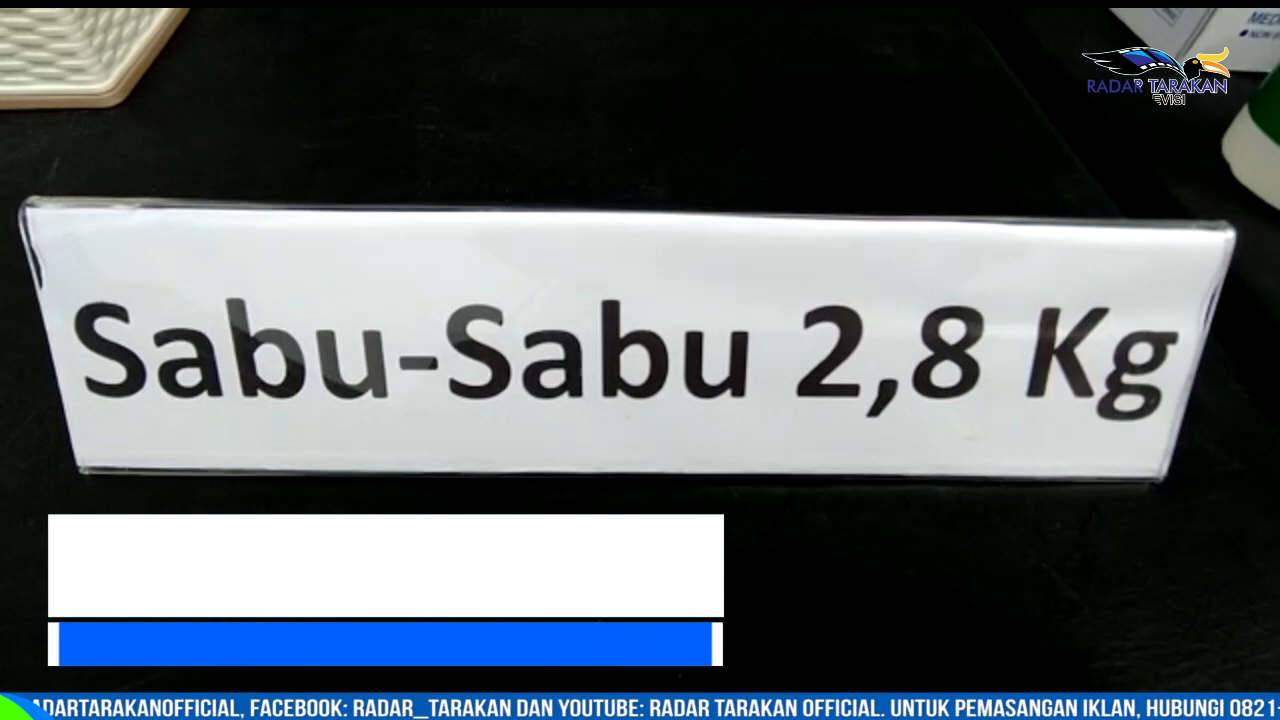 RADAR TARAKAN
EVISI
Sabu-Sabu 2,8 Kg
ADARTARAKANOFFICIAL, FACEBOOK: RADAR_TARAKAN DAN YOUTUBE: RADAR TARAKAN OFFICIAL. UNTUK PEMASANGAN IKLAN, HUBUNGI 0821-